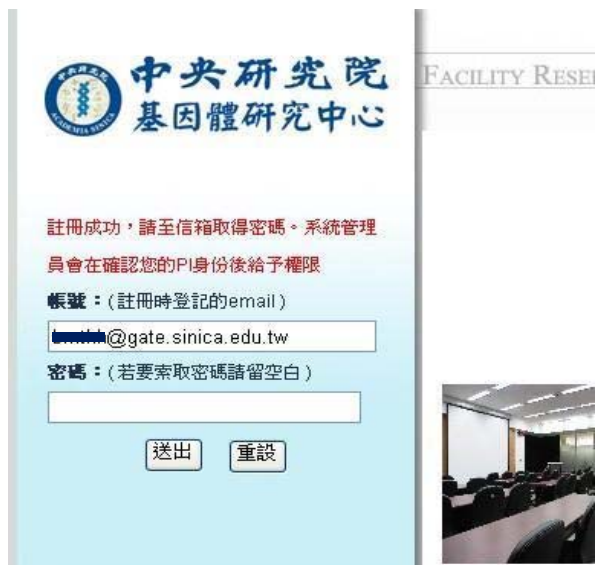 中央研究院
基因體研究中心
ACADEMIA SINICA
FACILITY
註冊成功，請至信箱取得密碼。系統管理
員會在確認您的PI身份後給予權限
帳號：(註冊時登記的email)
@gate.sinica.edu.tw
密碼：(若要索取密碼請留空白)
送出 重設